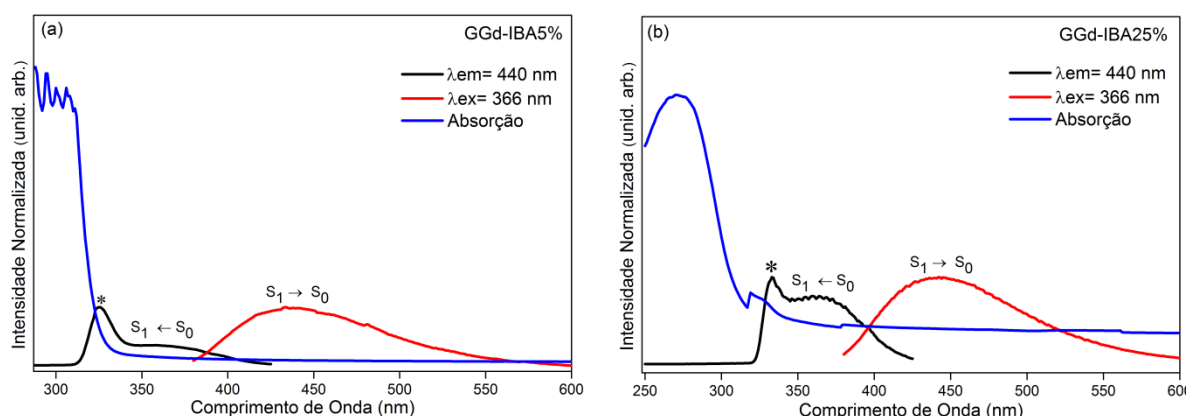 (a)
GGd-IBA5%
λem= 440 nm
λex= 366 nm
Absorção
*
S1 ← S0
S1 → S0
Intensidade Normalizada (unid. arb.)
300 350 400 450 500 550 600
Comprimento de Onda (nm)
(b)
GGd-IBA25%
λem= 440 nm
λex= 366 nm
Absorção
*
S1 ← S0
S1 → S0
Intensidade Normalizada (unid. arb.)
250 300 350 400 450 500 550 600
Comprimento de Onda (nm)